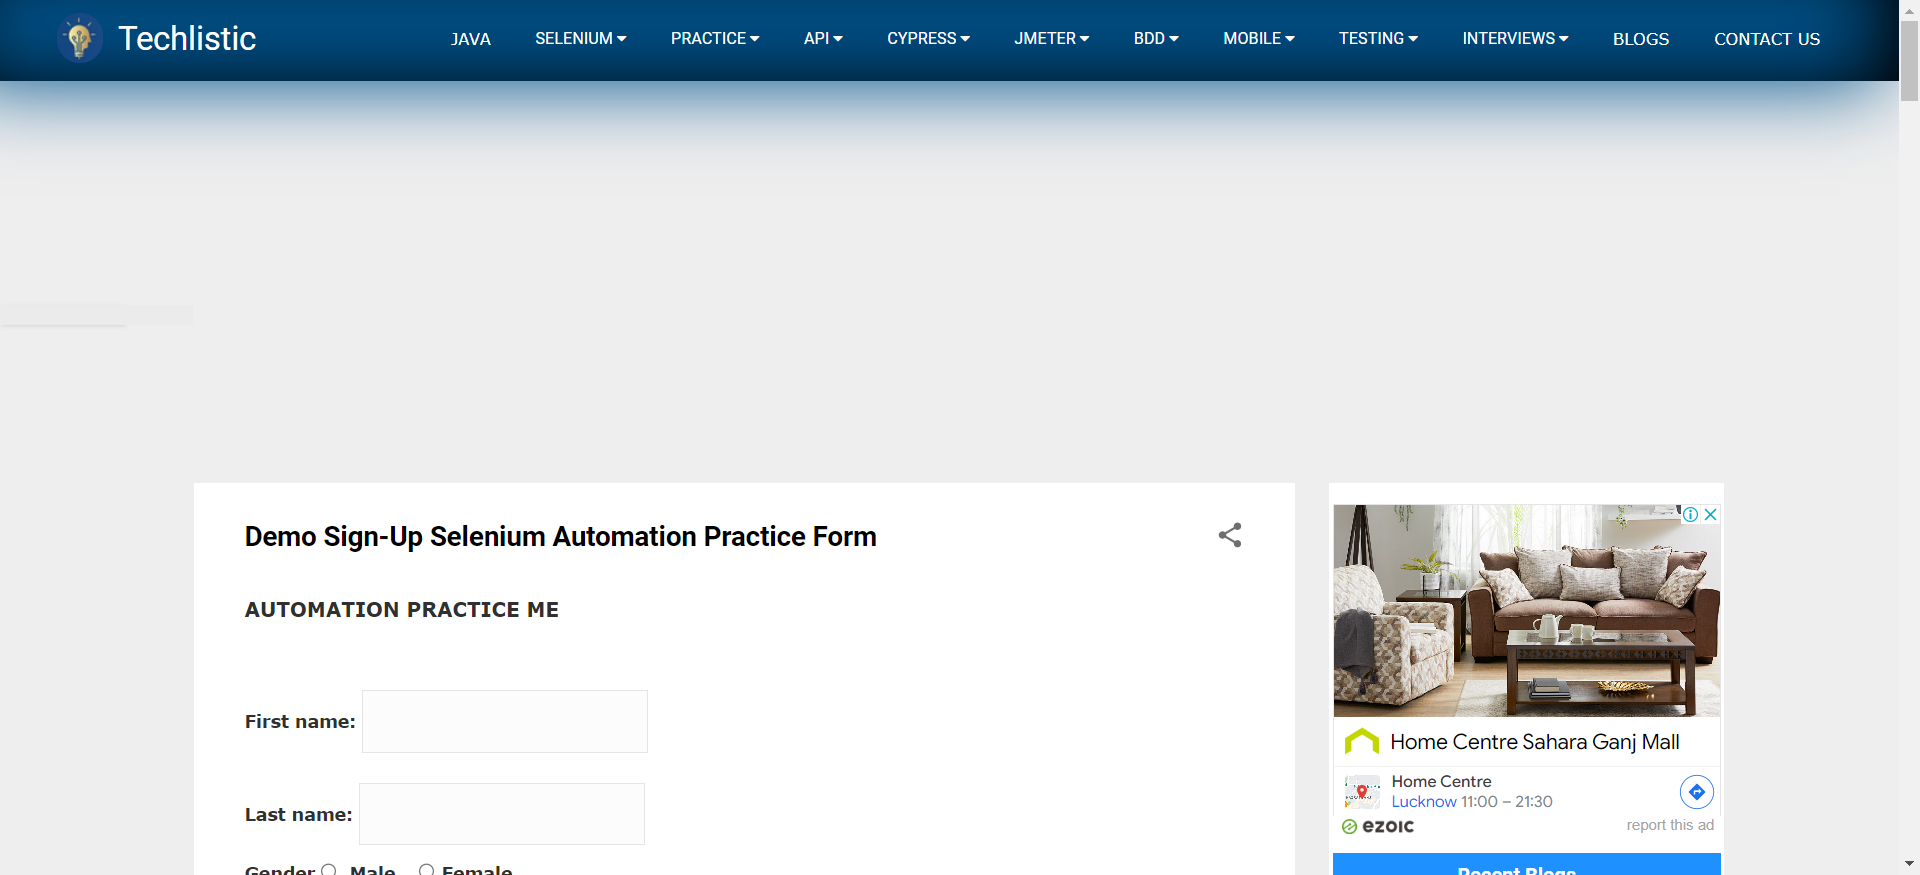 Techlistic
JAVA
SELENIUM
PRACTICE
API
CYPRESS
JMETER
BDD
MOBILE
TESTING
INTERVIEWS
BLOGS
CONTACT US
Demo Sign-Up Selenium Automation Practice Form
AUTOMATION PRACTICE ME
First name:
Last name:
Gender Male Female
Home Centre Sahara Ganj Mall
Home Centre
Lucknow 11:00 – 21:30
ezoic
report this ad
Recent Blogs